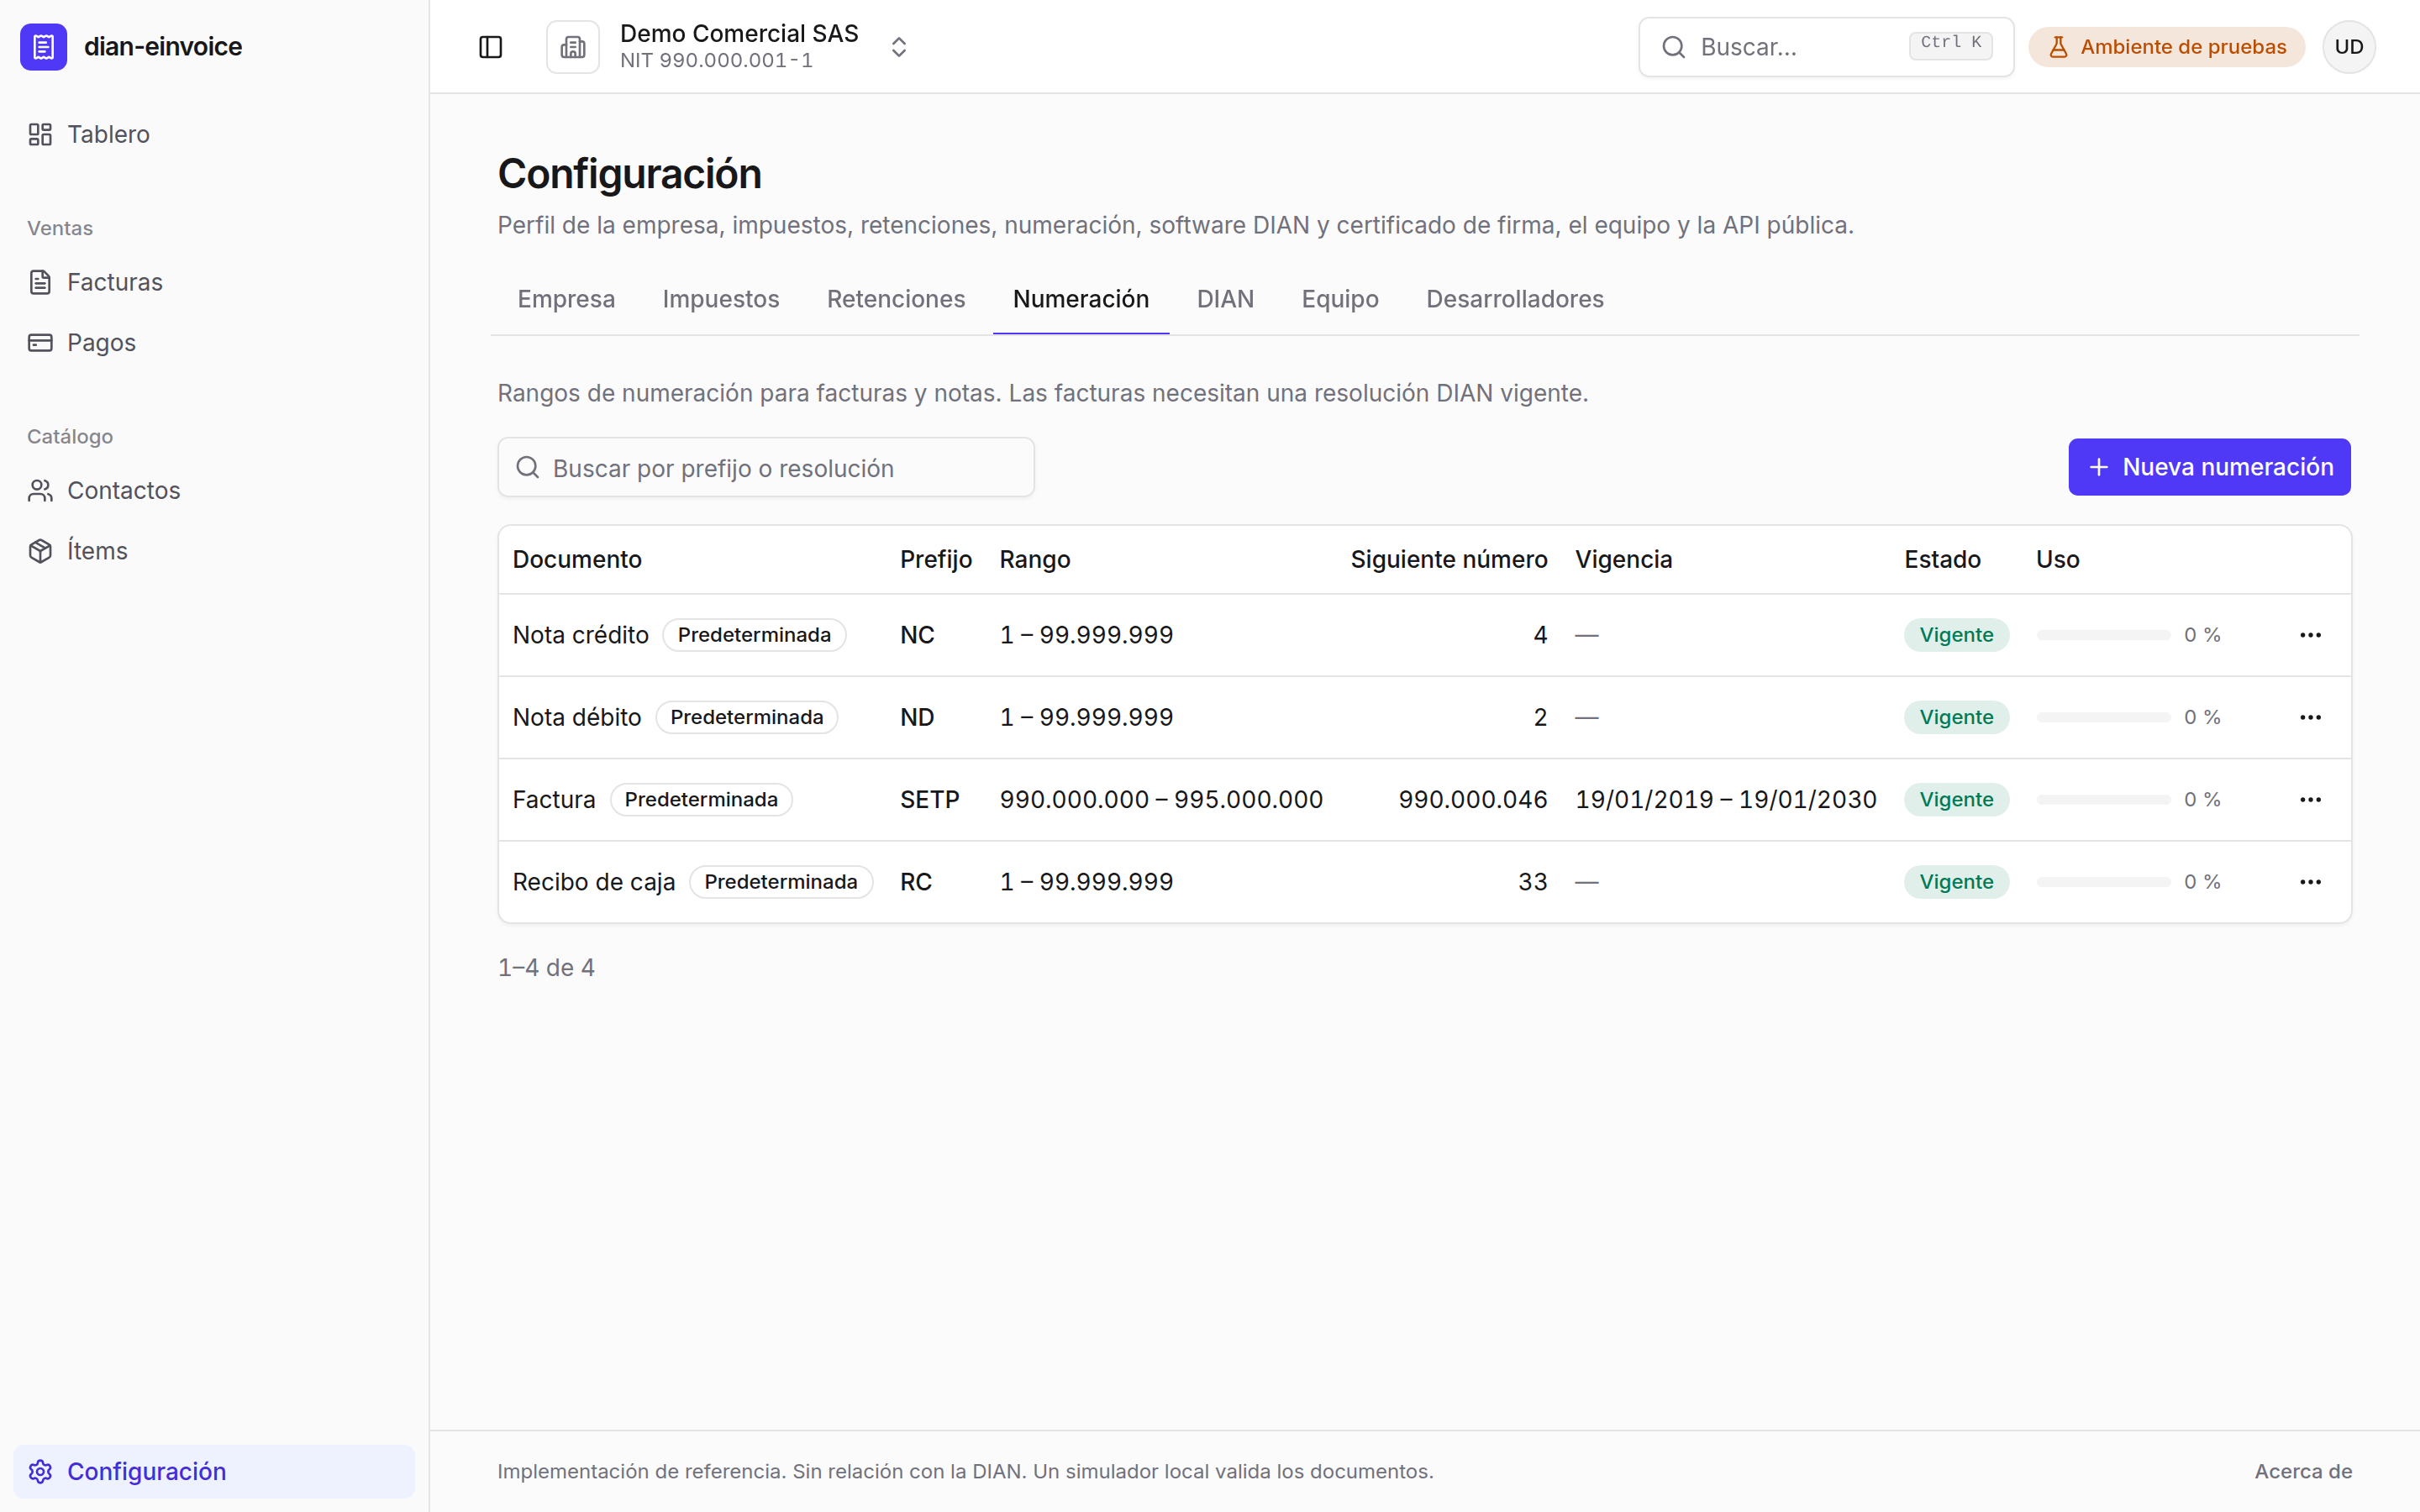 dian-einvoice
Demo Comercial SAS
NIT 990.000.001-1
Buscar...
Ctrl K
Ambiente de pruebas
UD
Tablero
Ventas
Facturas
Pagos
Catálogo
Contactos
Ítems
Configuración
Configuración
Perfil de la empresa, impuestos, retenciones, numeración, software DIAN y certificado de firma, el equipo y la API pública.
Empresa Impuestos Retenciones Numeración DIAN Equipo Desarrolladores
Rangos de numeración para facturas y notas. Las facturas necesitan una resolución DIAN vigente.
Buscar por prefijo o resolución
Nueva numeración
Documento Prefijo Rango Siguiente número Vigencia Estado Uso
Nota crédito Predeterminada NC 1 – 99.999.999 4 — Vigente 0 %
Nota débito Predeterminada ND 1 – 99.999.999 2 — Vigente 0 %
Factura Predeterminada SETP 990.000.000 – 995.000.000 990.000.046 19/01/2019 – 19/01/2030 Vigente 0 %
Recibo de caja Predeterminada RC 1 – 99.999.999 33 — Vigente 0 %
1–4 de 4
Implementación de referencia. Sin relación con la DIAN. Un simulador local valida los documentos.
Acerca de